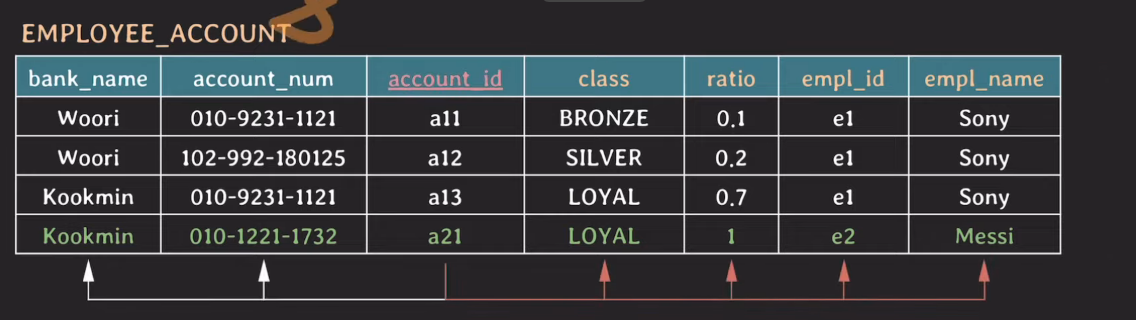 EMPLOYEE_ACCOUNT
bank_name account_num account_id class ratio empl_id empl_name
Woori 010-9231-1121 a11 BRONZE 0.1 e1 Sony
Woori 102-992-180125 a12 SILVER 0.2 e1 Sony
Kookmin 010-9231-1121 a13 LOYAL 0.7 e1 Sony
Kookmin 010-1221-1732 a21 LOYAL 1 e2 Messi